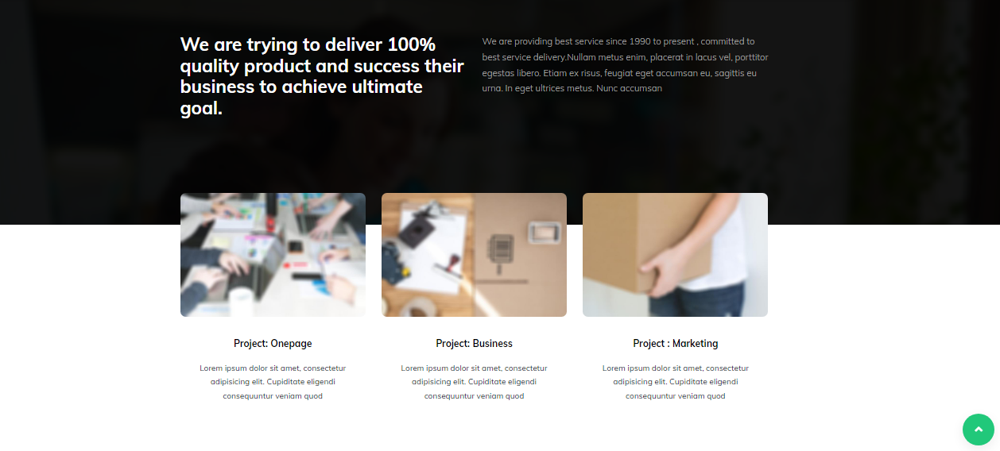 We are trying to deliver 100%
quality product and success their
business to achieve ultimate
goal.
We are providing best service since 1990 to present , committed to
best service delivery.Nullam metus enim, placerat in lacus vel, porttitor
egestas libero. Etiam ex risus, feugiat eget accumsan eu, sagittis eu
urna. In eget ultrices metus. Nunc accumsan
Project: Onepage
Lorem ipsum dolor sit amet, consectetur
adipisicing elit. Cupiditate eligendi
consequuntur veniam quod
Project: Business
Lorem ipsum dolor sit amet, consectetur
adipisicing elit. Cupiditate eligendi
consequuntur veniam quod
Project : Marketing
Lorem ipsum dolor sit amet, consectetur
adipisicing elit. Cupiditate eligendi
consequuntur veniam quod